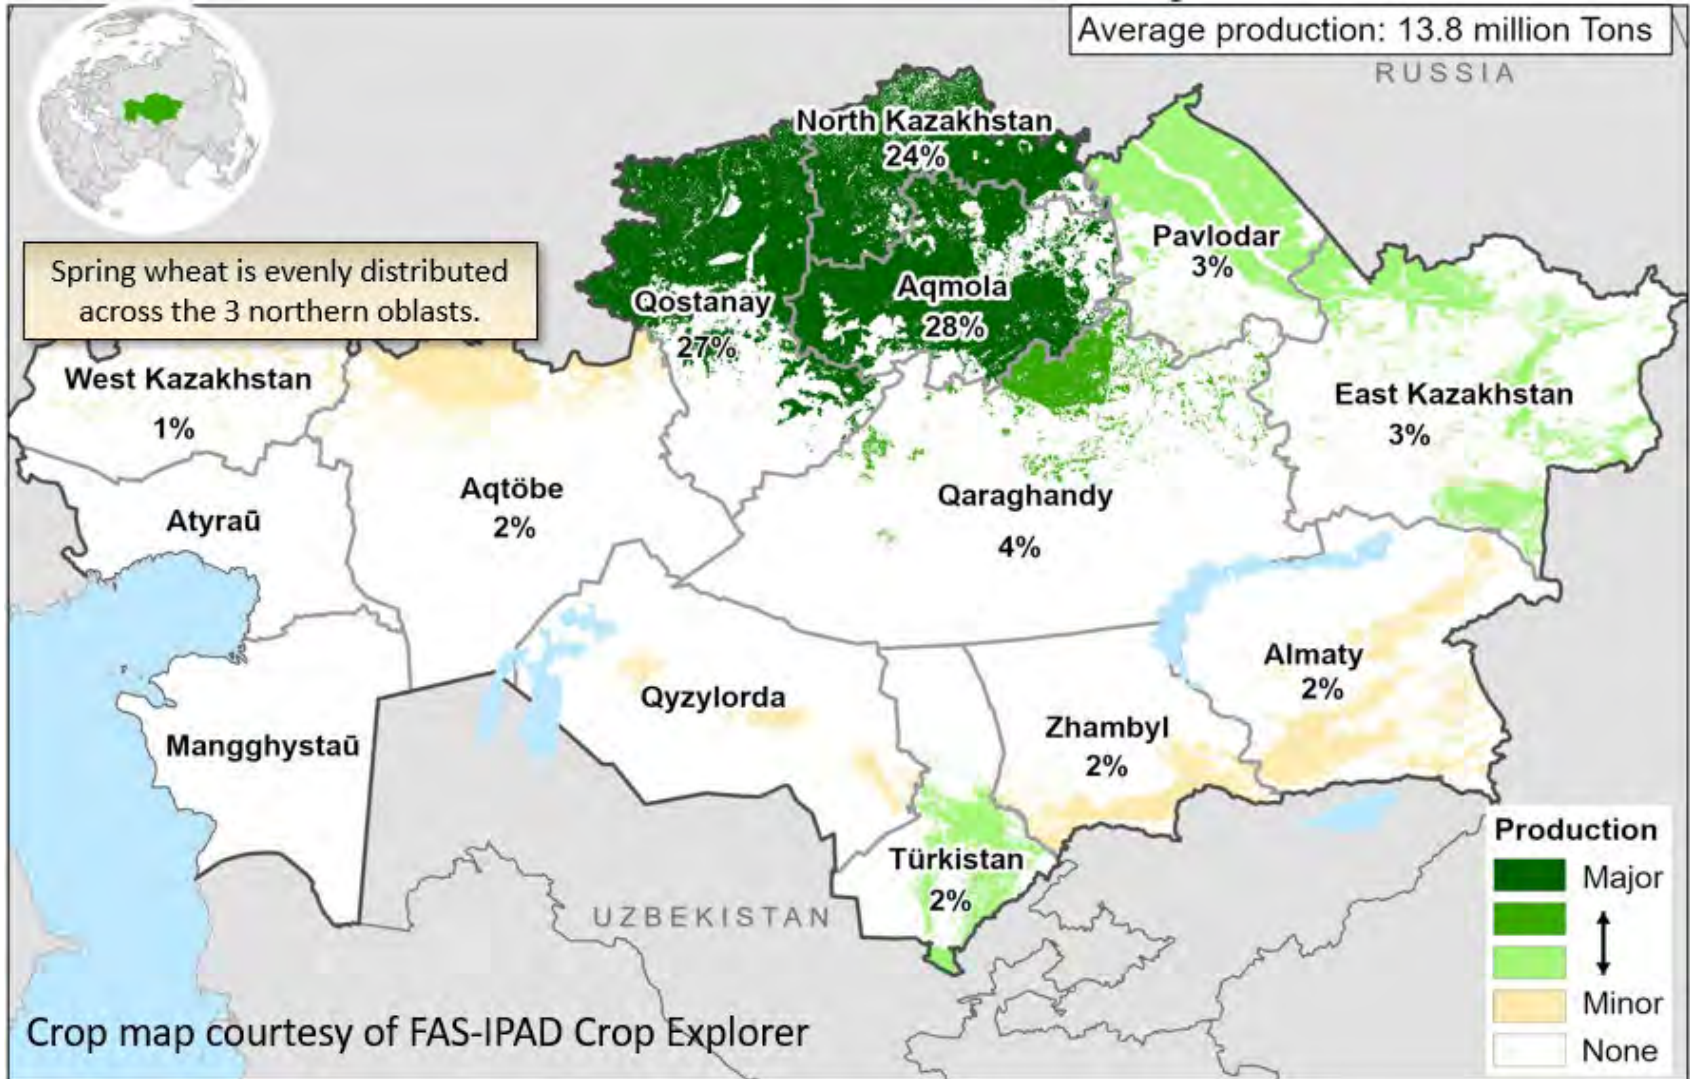 Average production: 13.8 million Tons
RUSSIA
North Kazakhstan
24%
Spring wheat is evenly distributed
across the 3 northern oblasts.
Pavlodar
3%
Qostanay
27%
Aqmola
28%
West Kazakhstan
1%
East Kazakhstan
3%
Atyraū
Aqtöbe
2%
Qaraghandy
4%
Mangghystaū
Qyzylorda
Zhambyl
2%
Almaty
2%
Türkistan
2%
UZBEKISTAN
Production
Major
Minor
None
Crop map courtesy of FAS-IPAD Crop Explorer